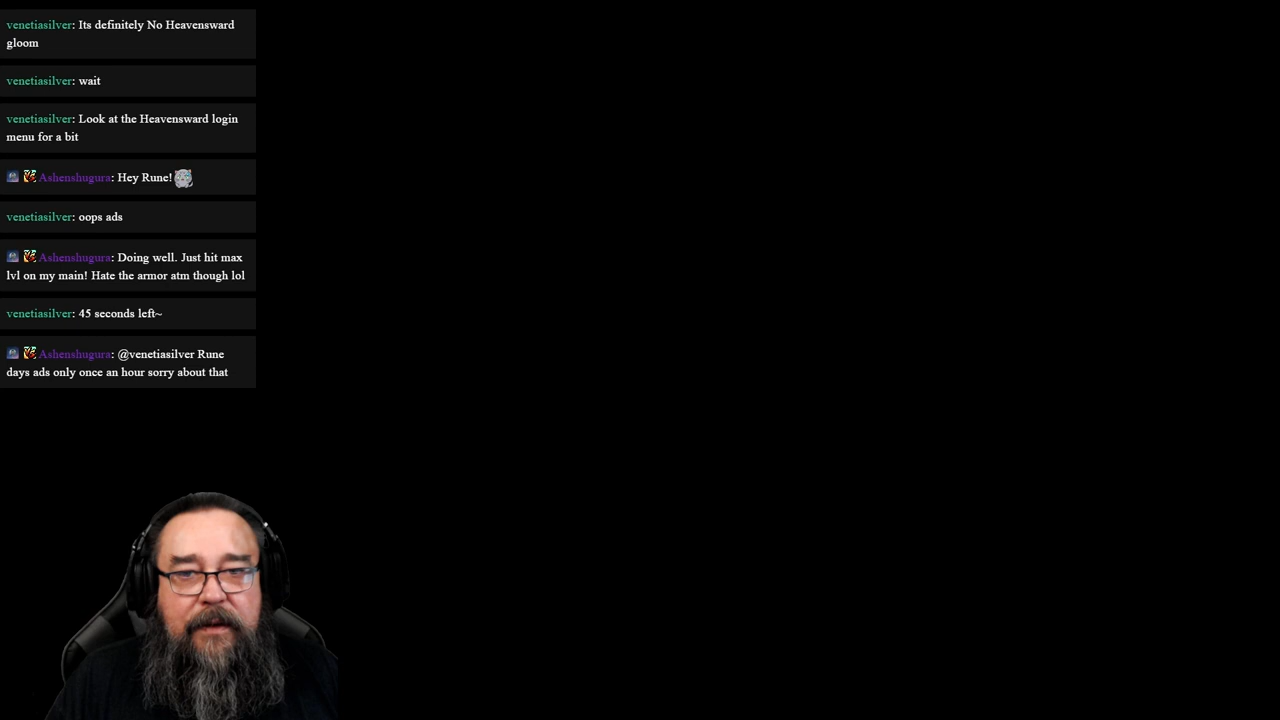 venetiasilver: Its definitely No Heavensward
gloom
venetiasilver: wait
venetiasilver: Look at the Heavensward login
menu for a bit
Ashenshugura: Hey Rune!
venetiasilver: oops ads
Ashenshugura: Doing well. Just hit max
lvl on my main! Hate the armor atm though lol
venetiasilver: 45 seconds left~
Ashenshugura: @venetiasilver Rune
days ads only once an hour sorry about that